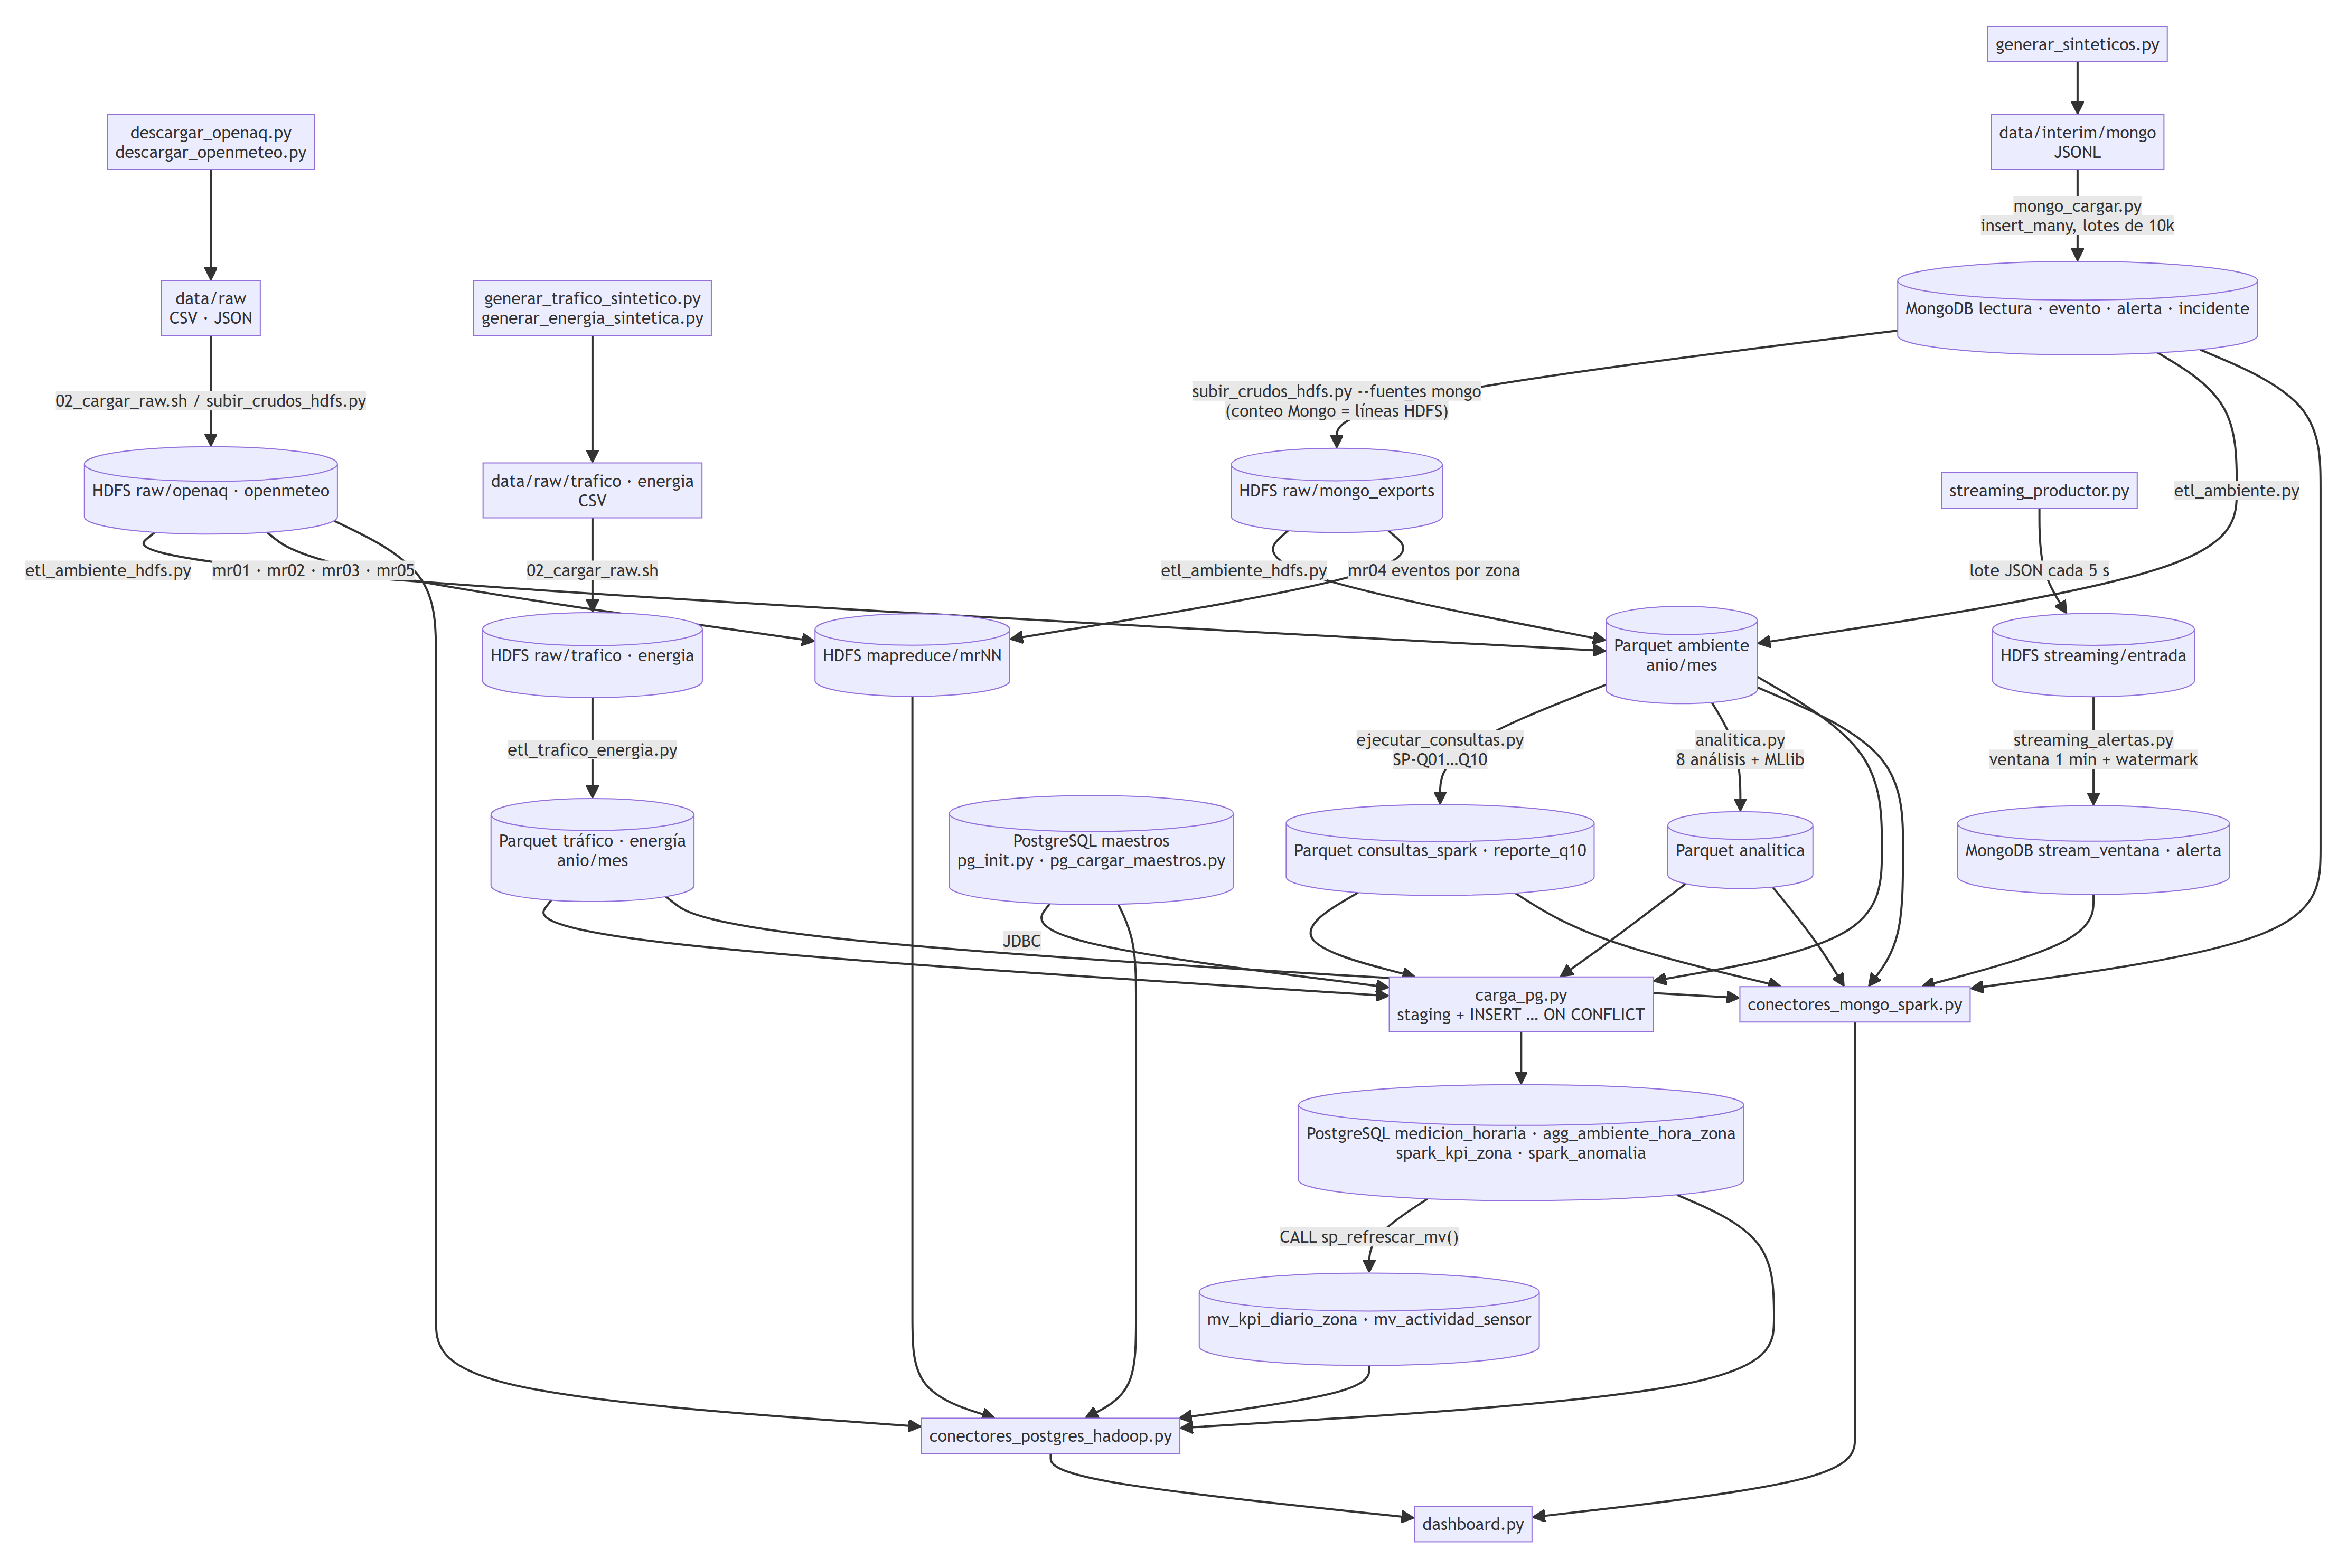 generar_sinteticos.py
descargar_openaq.py
descargar_openmeteo.py
data/interim/mongo
JSONL
mongo_cargar.py
insert_many, lotes de 10k
data/raw
CSV · JSON
generar_trafico_sintetico.py
generar_energia_sintetica.py
MongoDB lectura · evento · alerta · incidente
02_cargar_raw.sh / subir_crudos_hdfs.py
subir_crudos_hdfs.py --fuentes mongo
(conteo Mongo = líneas HDFS)
HDFS raw/openaq · openmeteo
data/raw/trafico · energia
CSV
HDFS raw/mongo_exports
streaming_productor.py
etl_ambiente.py
etl_ambiente_hdfs.py
mr01 · mr02 · mr03 · mr05
02_cargar_raw.sh
etl_ambiente_hdfs.py
mr04 eventos por zona
lote JSON cada 5 s
HDFS raw/trafico · energia
HDFS mapreduce/mrNN
Parquet ambiente
anio/mes
HDFS streaming/entrada
etl_trafico_energia.py
ejecutar_consultas.py
SP-Q01...Q10
analitica.py
8 análisis + MLlib
streaming_alertas.py
ventana 1 min + watermark
Parquet tráfico · energía
anio/mes
PostgreSQL maestros
pg_init.py · pg_cargar_maestros.py
Parquet consultas_spark · reporte_q10
Parquet analitica
MongoDB stream_ventana · alerta
JDBC
carga_pg.py
staging + INSERT ... ON CONFLICT
conectores_mongo_spark.py
PostgreSQL medicion_horaria · agg_ambiente_hora_zona
spark_kpi_zona · spark_anomalia
CALL sp_refrescar_mv()
mv_kpi_diario_zona · mv_actividad_sensor
conectores_postgres_hadoop.py
dashboard.py